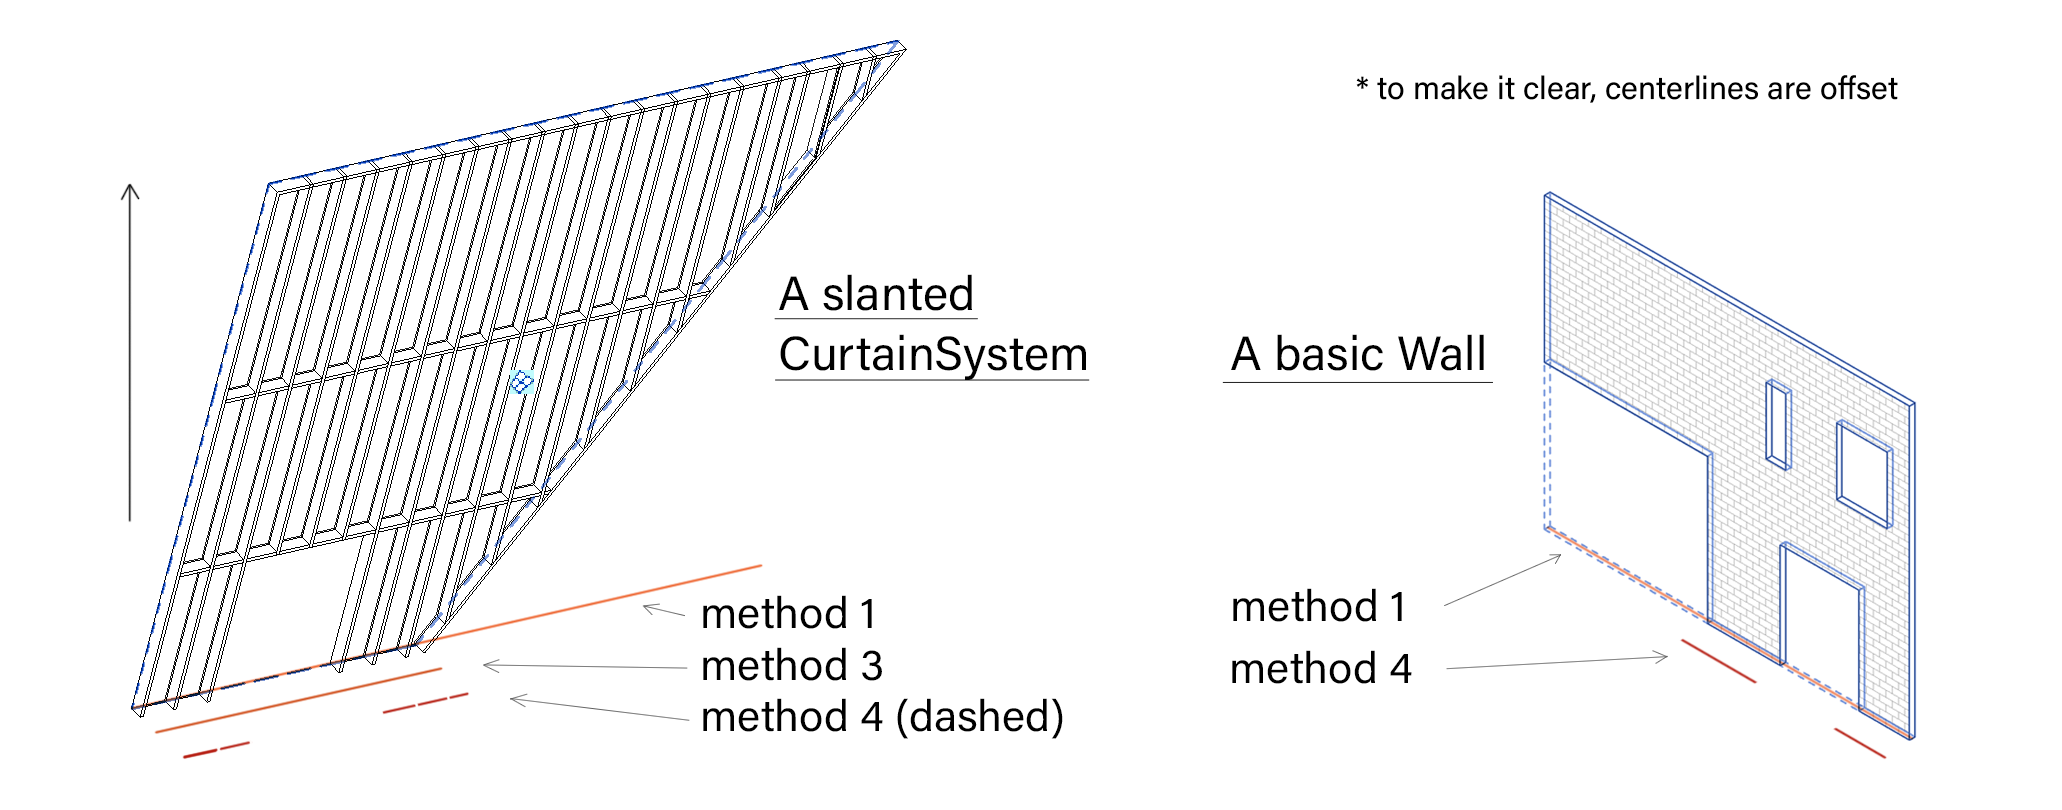 * to make it clear, centerlines are offset
A slanted
CurtainSystem
A basic Wall
method 1
method 3
method 4 (dashed)
method 1
method 4